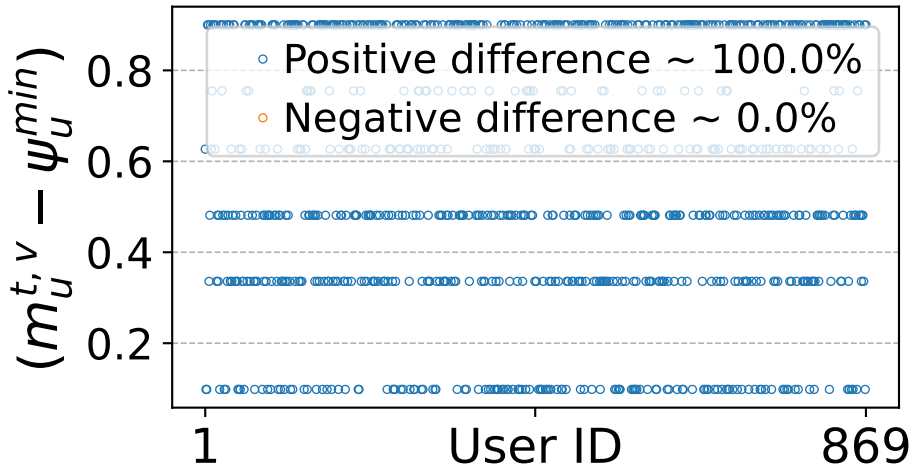 (m_u^{t, v} − ψ_u^{min})
0.8
0.6
0.4
0.2
Positive difference ~ 100.0%
Negative difference ~ 0.0%
1
User ID
869